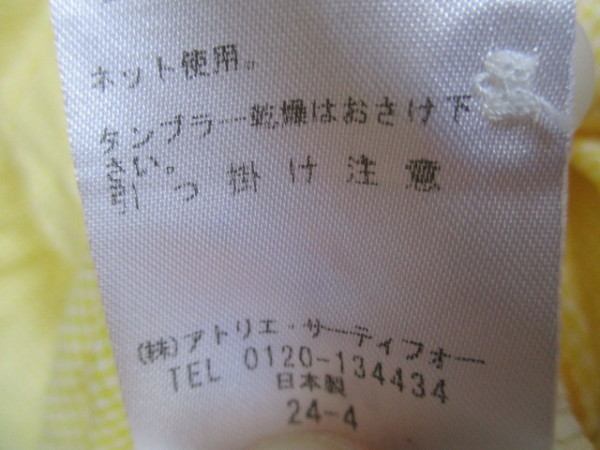 ネット使用。
タンブラー乾燥はおさけ下
さい。
引っ掛け注意
(株)アトリエ・サーティフォー
TEL 0120-134434
日本製
24-4